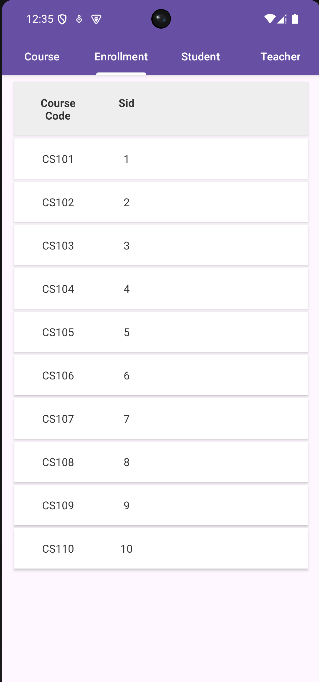 12:35
Course Enrollment Student Teacher
Course Sid
Code
CS101 1
CS102 2
CS103 3
CS104 4
CS105 5
CS106 6
CS107 7
CS108 8
CS109 9
CS110 10